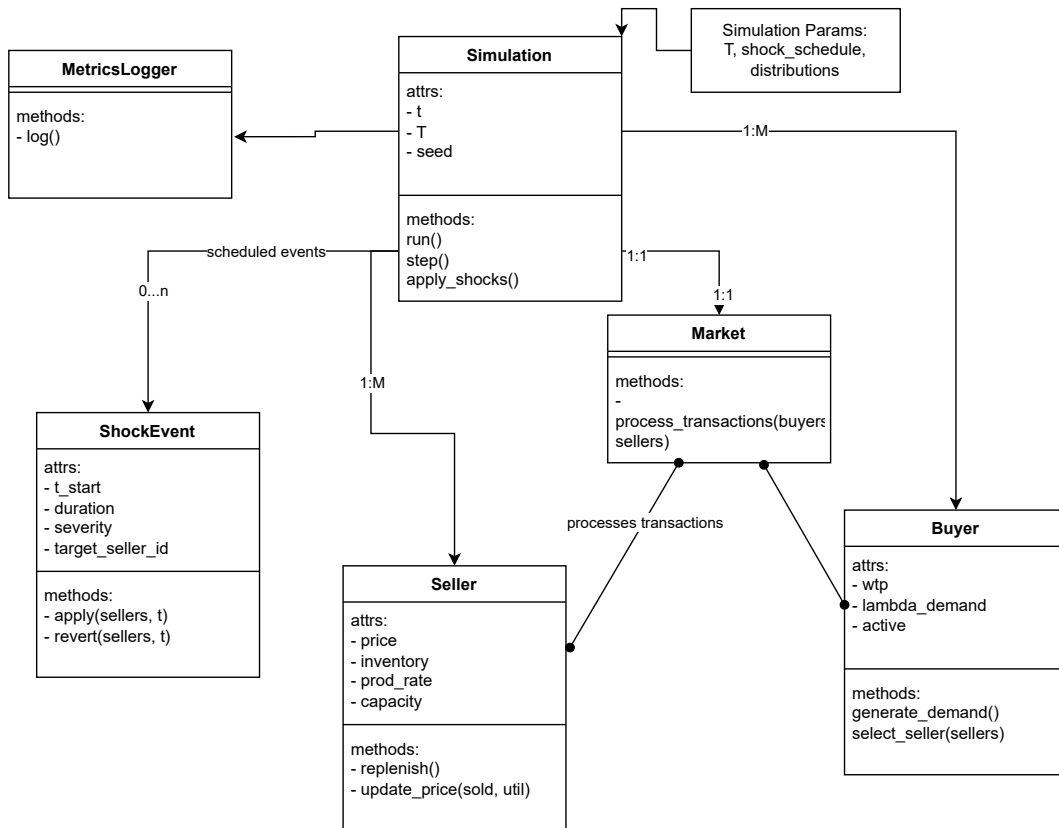 Simulation Params:
T, shock_schedule,
distributions
MetricsLogger
methods:
- log()
Simulation
attrs:
- t
- T
- seed
methods:
run()
step()
apply_shocks()
1:M
scheduled events
0...n
1:M
1:1
1:1
Market
methods:
-
process_transactions(buyers
sellers)
ShockEvent
attrs:
- t_start
- duration
- severity
- target_seller_id
methods:
- apply(sellers, t)
- revert(sellers, t)
processes transactions
Seller
attrs:
- price
- inventory
- prod_rate
- capacity
methods:
- replenish()
- update_price(sold, util)
Buyer
attrs:
- wtp
- lambda_demand
- active
methods:
generate_demand()
select_seller(sellers)